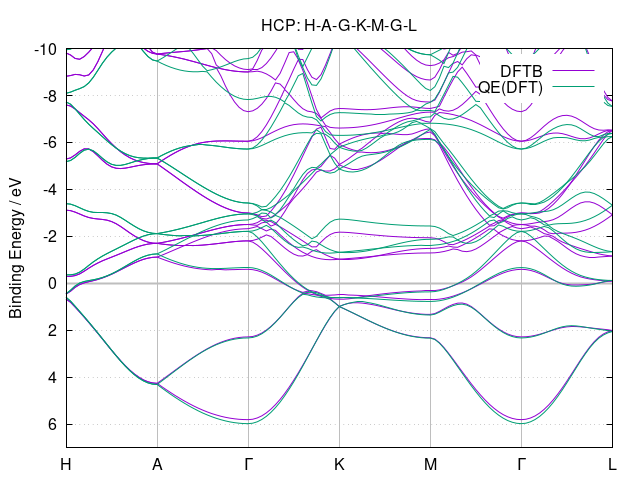 HCP: H-A-G-K-M-G-L
-10
DFTB
QE(DFT)
-8
-6
-4
-2
0
2
4
6
Binding Energy / eV
H A Γ K M Γ L